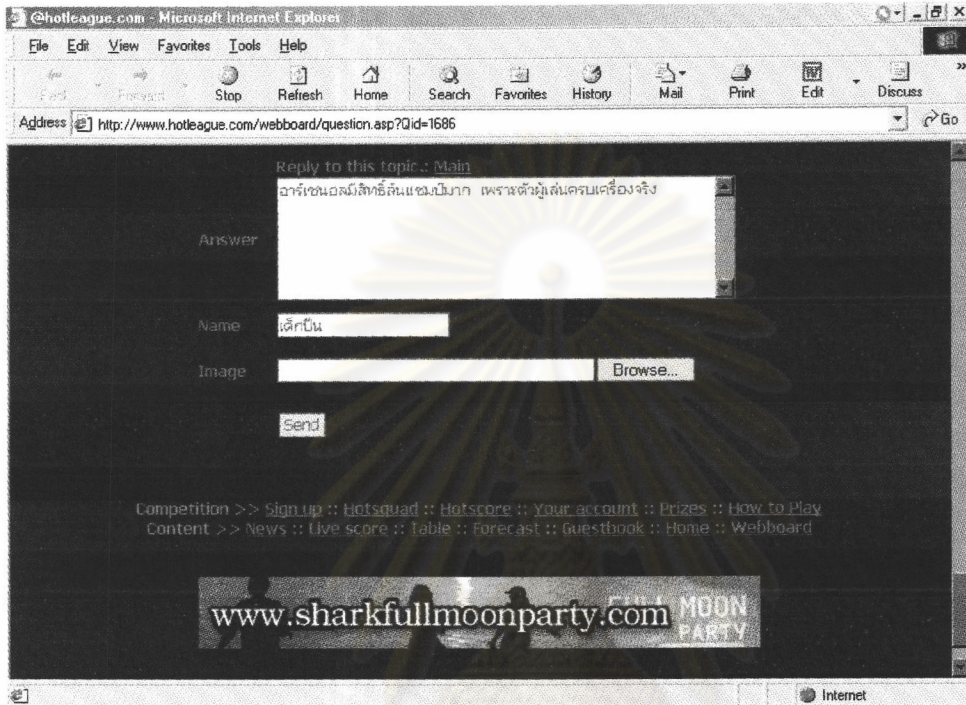 @hotleague.com - Microsoft Internet Explorer
File Edit View Favorites Tools Help
Back Forward Stop Refresh Home Search Favorites History Mail Print Edit Discuss »
Address http://www.hotleague.com/webboard/question.asp?Qid=1686 Go
Reply to this topic.: Main
อาร์เซนอลมีสิทธิ์ลุ้นแชมป์มาก เพราะตัวผู้เล่นครบเครื่องจริง
Answer
Name เด็กปืน
Image Browse...
Send
Competition >> Sign up :: Hotsquad :: Hotscore :: Your account :: Prizes :: How to Play
Content >> News :: Live score :: Table :: Forecast :: Guestbook :: Home :: Webboard
www.sharkfullmoonparty.com
FULL MOON
PARTY
Internet